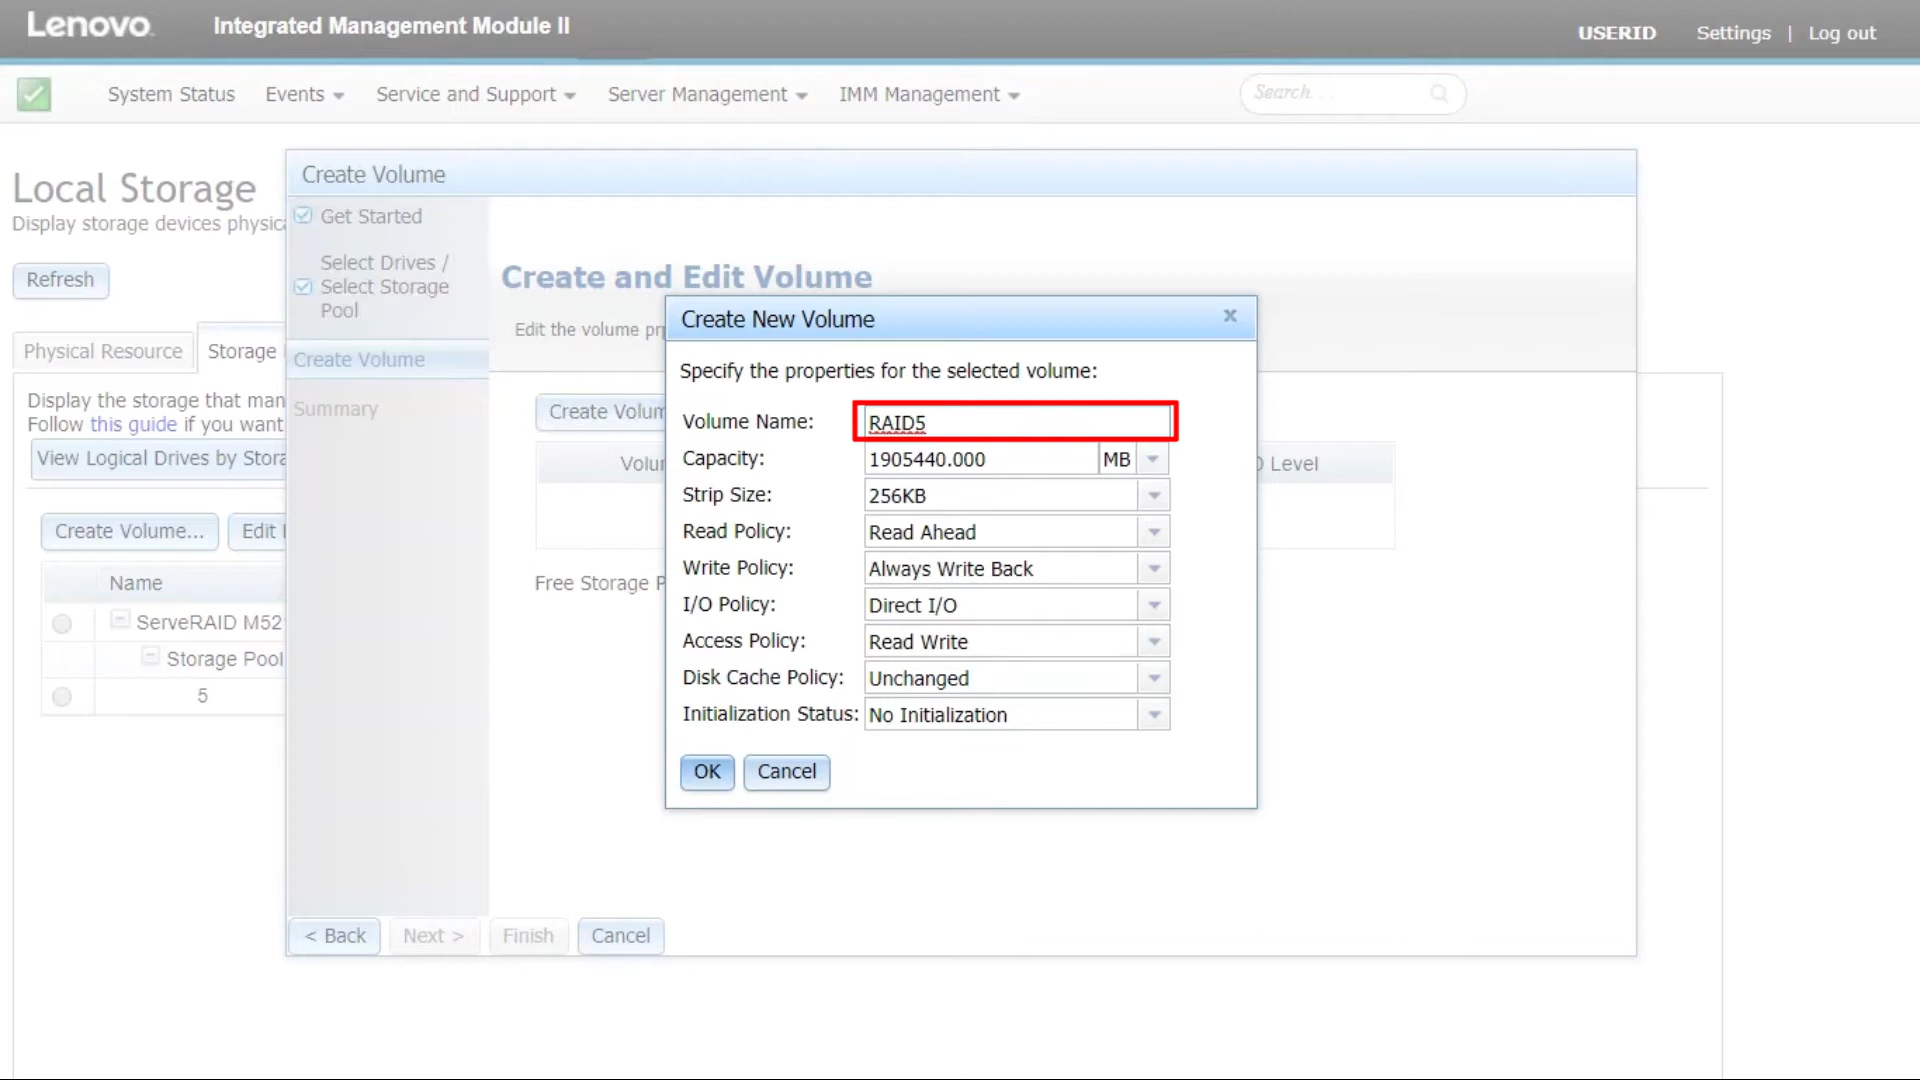 Lenovo
Integrated Management Module II
USERID Settings | Log out
System Status Events Service and Support Server Management IMM Management
Search. . .
Create Volume
Local Storage
Display storage devices physic
Refresh
Physical Resource Storage
Display the storage that man
Follow this guide if you want
View Logical Drives by Stora
Create Volume... Edit
Name
ServeRAID M52
Storage Pool
5
Get Started
Select Drives /
Select Storage
Pool
Create Volume
Summary
Create and Edit Volume
Edit the volume pr
Create Volum
Volu
Level
Free Storage P
Create New Volume x
Specify the properties for the selected volume:
Volume Name: RAID5
Capacity: 1905440.000 MB
Strip Size: 256KB
Read Policy: Read Ahead
Write Policy: Always Write Back
I/O Policy: Direct I/O
Access Policy: Read Write
Disk Cache Policy: Unchanged
Initialization Status: No Initialization
OK Cancel
< Back Next > Finish Cancel